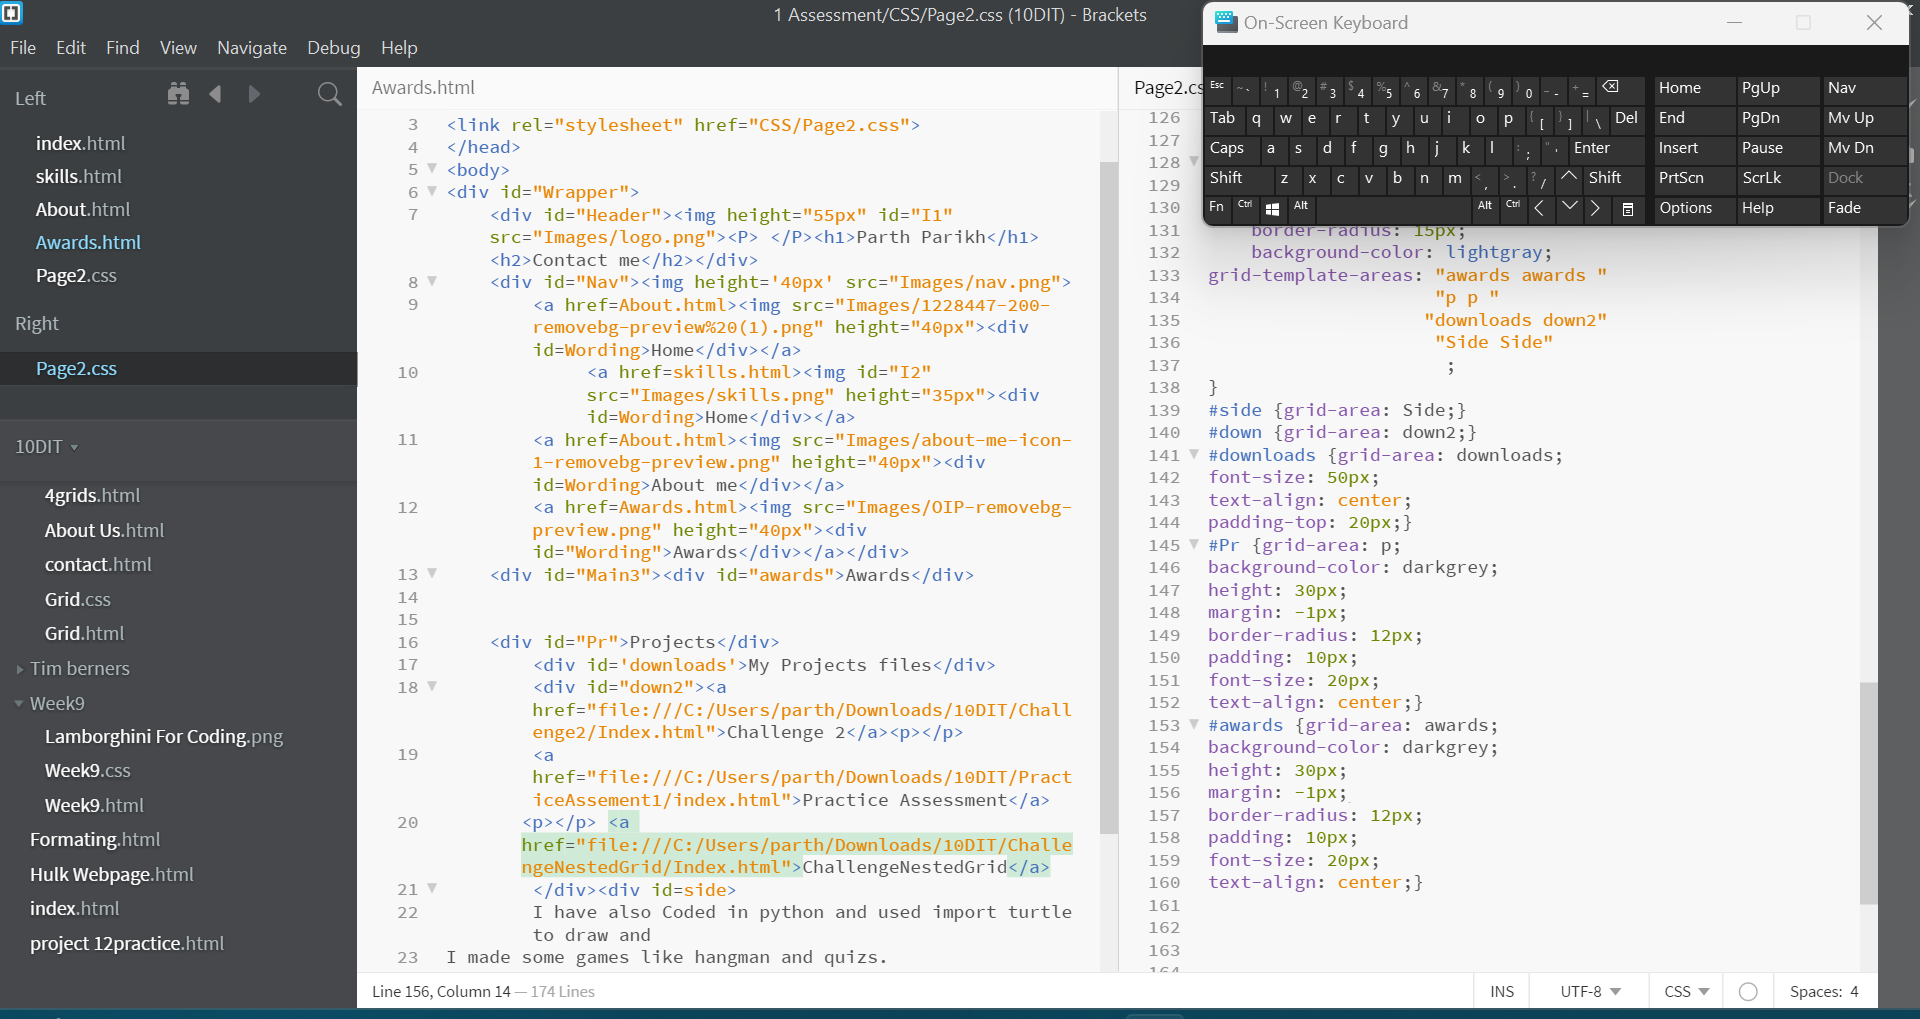 1 Assessment/CSS/Page2.css (10DIT) - Brackets
File Edit Find View Navigate Debug Help
Left
index.html
skills.html
About.html
Awards.html
Page2.css
Right
Page2.css
10DIT
4grids.html
About Us.html
contact.html
Grid.css
Grid.html
Tim berners
Week9
Lamborghini For Coding.png
Week9.css
Week9.html
Formating.html
Hulk Webpage.html
index.html
project 12practice.html
Awards.html
3 <link rel="stylesheet" href="CSS/Page2.css">
4 </head>
5 <body>
6 <div id="Wrapper">
7 <div id="Header"><img height="55px" id="I1"
src="Images/logo.png"><P> </P><h1>Parth Parikh</h1>
<h2>Contact me</h2></div>
8 <div id="Nav"><img height='40px' src="Images/nav.png">
9 <a href=About.html><img src="Images/1228447-200-
removebg-preview%20(1).png" height="40px"><div
id=Wording>Home</div></a>
10 <a href=skills.html><img id="I2"
src="Images/skills.png" height="35px"><div
id=Wording>Home</div></a>
11 <a href=About.html><img src="Images/about-me-icon-
1-removebg-preview.png" height="40px"><div
id=Wording>About me</div></a>
12 <a href=Awards.html><img src="Images/OIP-removebg-
preview.png" height="40px"><div
id="Wording">Awards</div></a></div>
13 <div id="Main3"><div id="awards">Awards</div>
14
15
16 <div id="Pr">Projects</div>
17 <div id='downloads'>My Projects files</div>
18 <div id="down2"><a
href="file:///C:/Users/parth/Downloads/10DIT/Chall
enge2/Index.html">Challenge 2</a><p></p>
19 <a
href="file:///C:/Users/parth/Downloads/10DIT/Pract
iceAssement1/index.html">Practice Assessment</a>
20 <p></p> <a
href="file:///C:/Users/parth/Downloads/10DIT/Challe
ngeNestedGrid/Index.html">ChallengeNestedGrid</a>
21 </div><div id=side>
22 I have also Coded in python and used import turtle
to draw and
23 I made some games like hangman and quizs.
Page2.cs
126
127
128
129
130
131 border-radius: 15px;
132 background-color: lightgray;
133 grid-template-areas: "awards awards "
134 "p p "
135 "downloads down2"
136 "Side Side"
137 ;
138 }
139 #side {grid-area: Side;}
140 #down {grid-area: down2;}
141 #downloads {grid-area: downloads;
142 font-size: 50px;
143 text-align: center;
144 padding-top: 20px;}
145 #Pr {grid-area: p;
146 background-color: darkgrey;
147 height: 30px;
148 margin: -1px;
149 border-radius: 12px;
150 padding: 10px;
151 font-size: 20px;
152 text-align: center;}
153 #awards {grid-area: awards;
154 background-color: darkgrey;
155 height: 30px;
156 margin: -1px;
157 border-radius: 12px;
158 padding: 10px;
159 font-size: 20px;
160 text-align: center;}
161
162
163
164
On-Screen Keyboard
Esc ~ ` ! 1 @ 2 # 3 $ 4 % 5 ^ 6 & 7 * 8 ( 9 ) 0 _ - + = Home PgUp Nav
Tab q w e r t y u i o p { [ } ] | \ Del End PgDn Mv Up
Caps a s d f g h j k l : ; " ' Enter Insert Pause Mv Dn
Shift z x c v b n m < , > . ? / Shift PrtScn ScrLk Dock
Fn Ctrl Alt Alt Ctrl Options Help Fade
Line 156, Column 14 — 174 Lines
INS UTF-8 CSS Spaces: 4